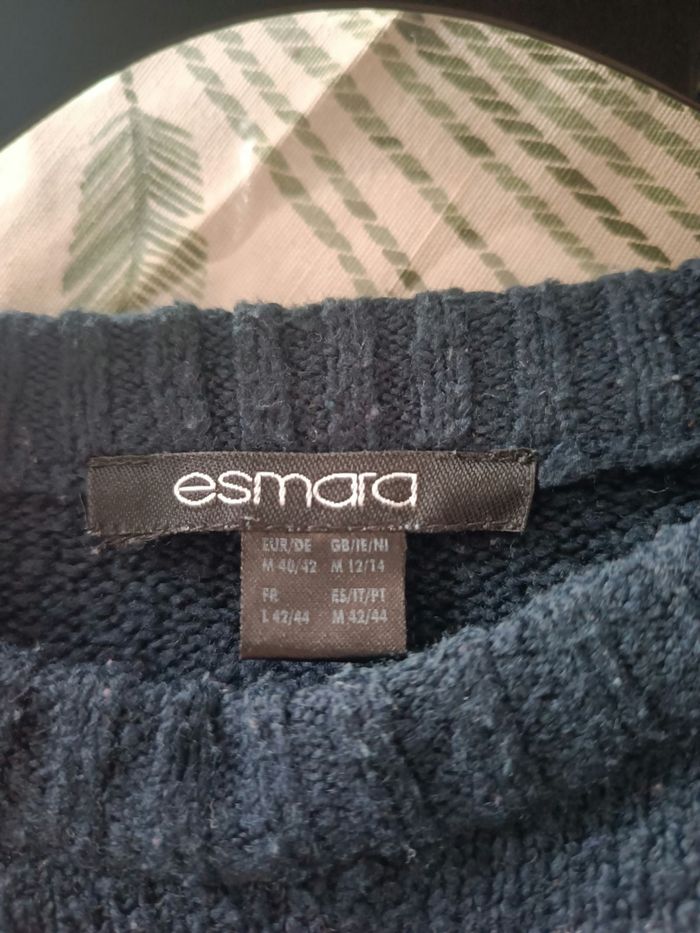 esmara
EUR/DE GB/IE/NI
M 40/42 M 12/14
FR ES/IT/PT
L 42/44 M 42/44